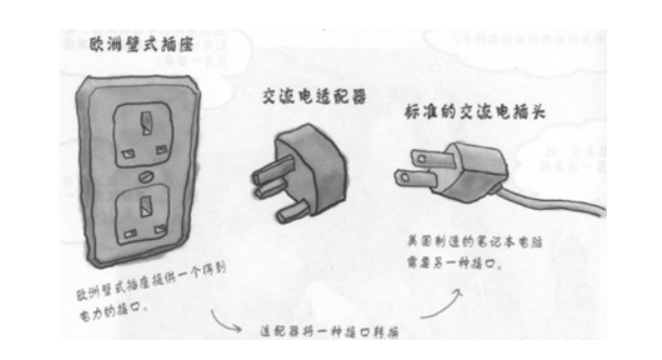 欧洲壁式插座
交流电适配器
标准的交流电插头
美国制造的笔记本电脑
需要另一种接口。
欧洲壁式插座提供一个得到
电力的接口。
适配器将一种接口转换